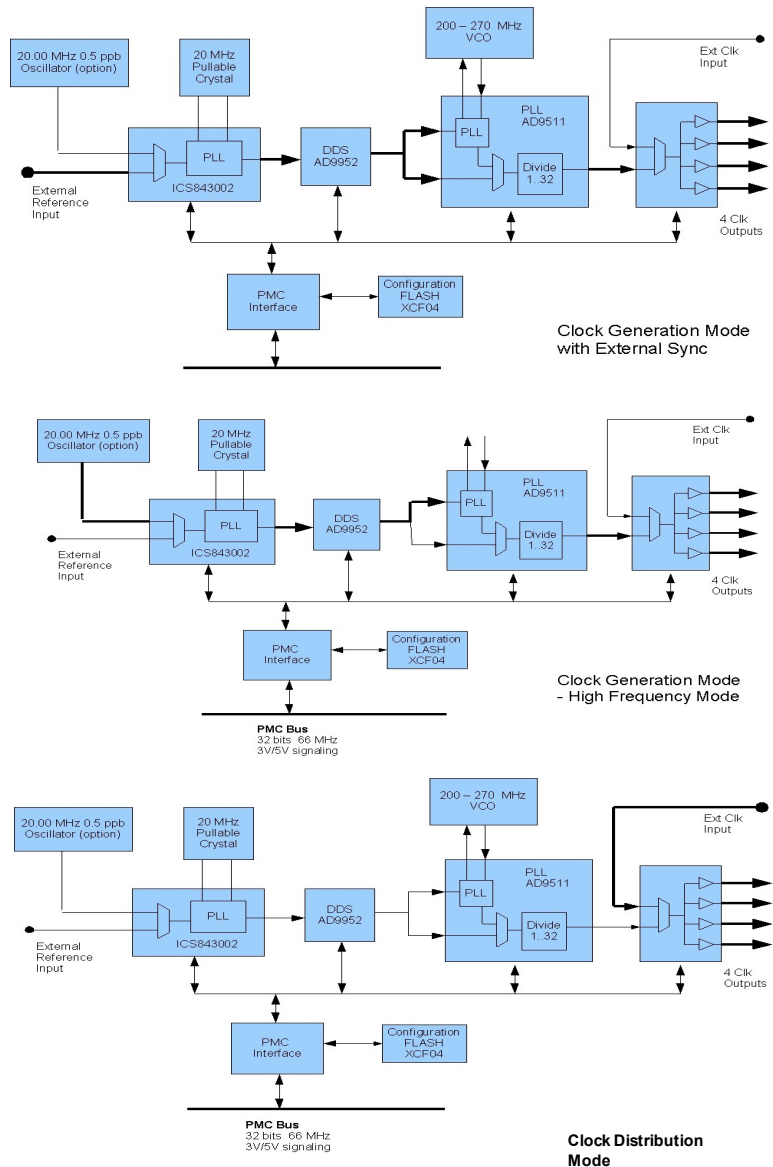 200 – 270 MHz
VCO
20.00 MHz 0.5 ppb
Oscillator (option)
20 MHz
Pullable
Crystal
Ext Clk
Input
PLL
AD9511
PLL
DDS
AD9952
PLL
Divide
1..32
ICS843002
External
Reference
Input
4 Clk
Outputs
PMC
Interface
Configuration
FLASH
XCF04
Clock Generation Mode
with External Sync
20.00 MHz 0.5 ppb
Oscillator (option)
20 MHz
Pullable
Crystal
Ext Clk
Input
PLL
AD9511
PLL
DDS
AD9952
PLL
Divide
1..32
ICS843002
External
Reference
Input
4 Clk
Outputs
PMC
Interface
Configuration
FLASH
XCF04
Clock Generation Mode
- High Frequency Mode
PMC Bus
32 bits 66 MHz
3V/5V signaling
200 – 270 MHz
VCO
20.00 MHz 0.5 ppb
Oscillator (option)
20 MHz
Pullable
Crystal
Ext Clk
Input
PLL
AD9511
PLL
DDS
AD9952
PLL
Divide
1..32
ICS843002
External
Reference
Input
4 Clk
Outputs
PMC
Interface
Configuration
FLASH
XCF04
PMC Bus
32 bits 66 MHz
3V/5V signaling
Clock Distribution
Mode